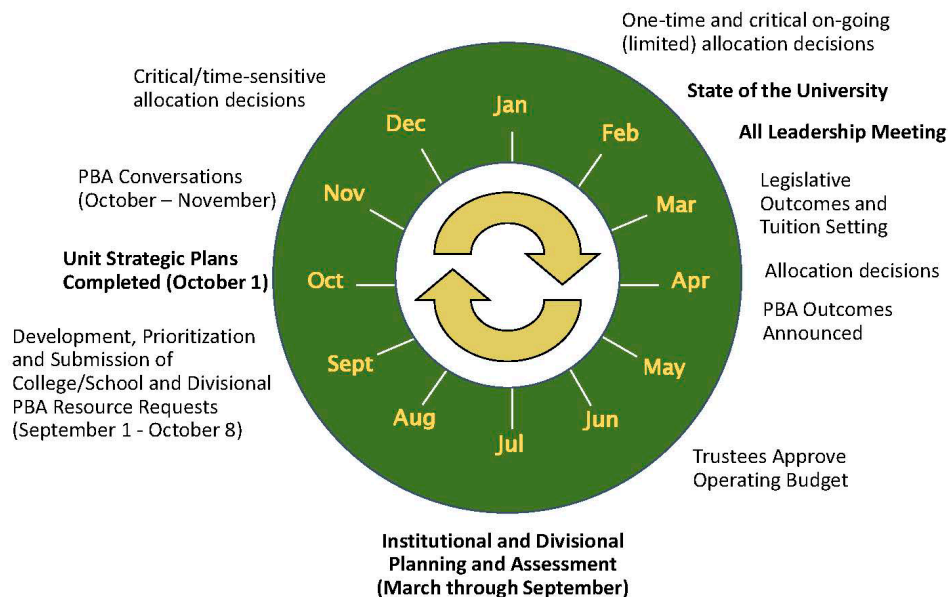 One-time and critical on-going
(limited) allocation decisions
State of the University
All Leadership Meeting
Legislative
Outcomes and
Tuition Setting
Allocation decisions
PBA Outcomes
Announced
Trustees Approve
Operating Budget
Institutional and Divisional
Planning and Assessment
(March through September)
Development, Prioritization
and Submission of
College/School and Divisional
PBA Resource Requests
(September 1 - October 8)
Unit Strategic Plans
Completed (October 1)
PBA Conversations
(October – November)
Critical/time-sensitive
allocation decisions
Jan
Feb
Mar
Apr
May
Jun
Jul
Aug
Sept
Oct
Nov
Dec